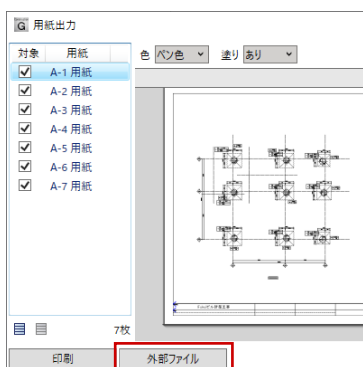 G 用紙出力
対象 用紙 色 ペン色 塗り あり
A-1 用紙
A-2 用紙
A-3 用紙
A-4 用紙
A-5 用紙
A-6 用紙
A-7 用紙
7枚
印刷 外部ファイル